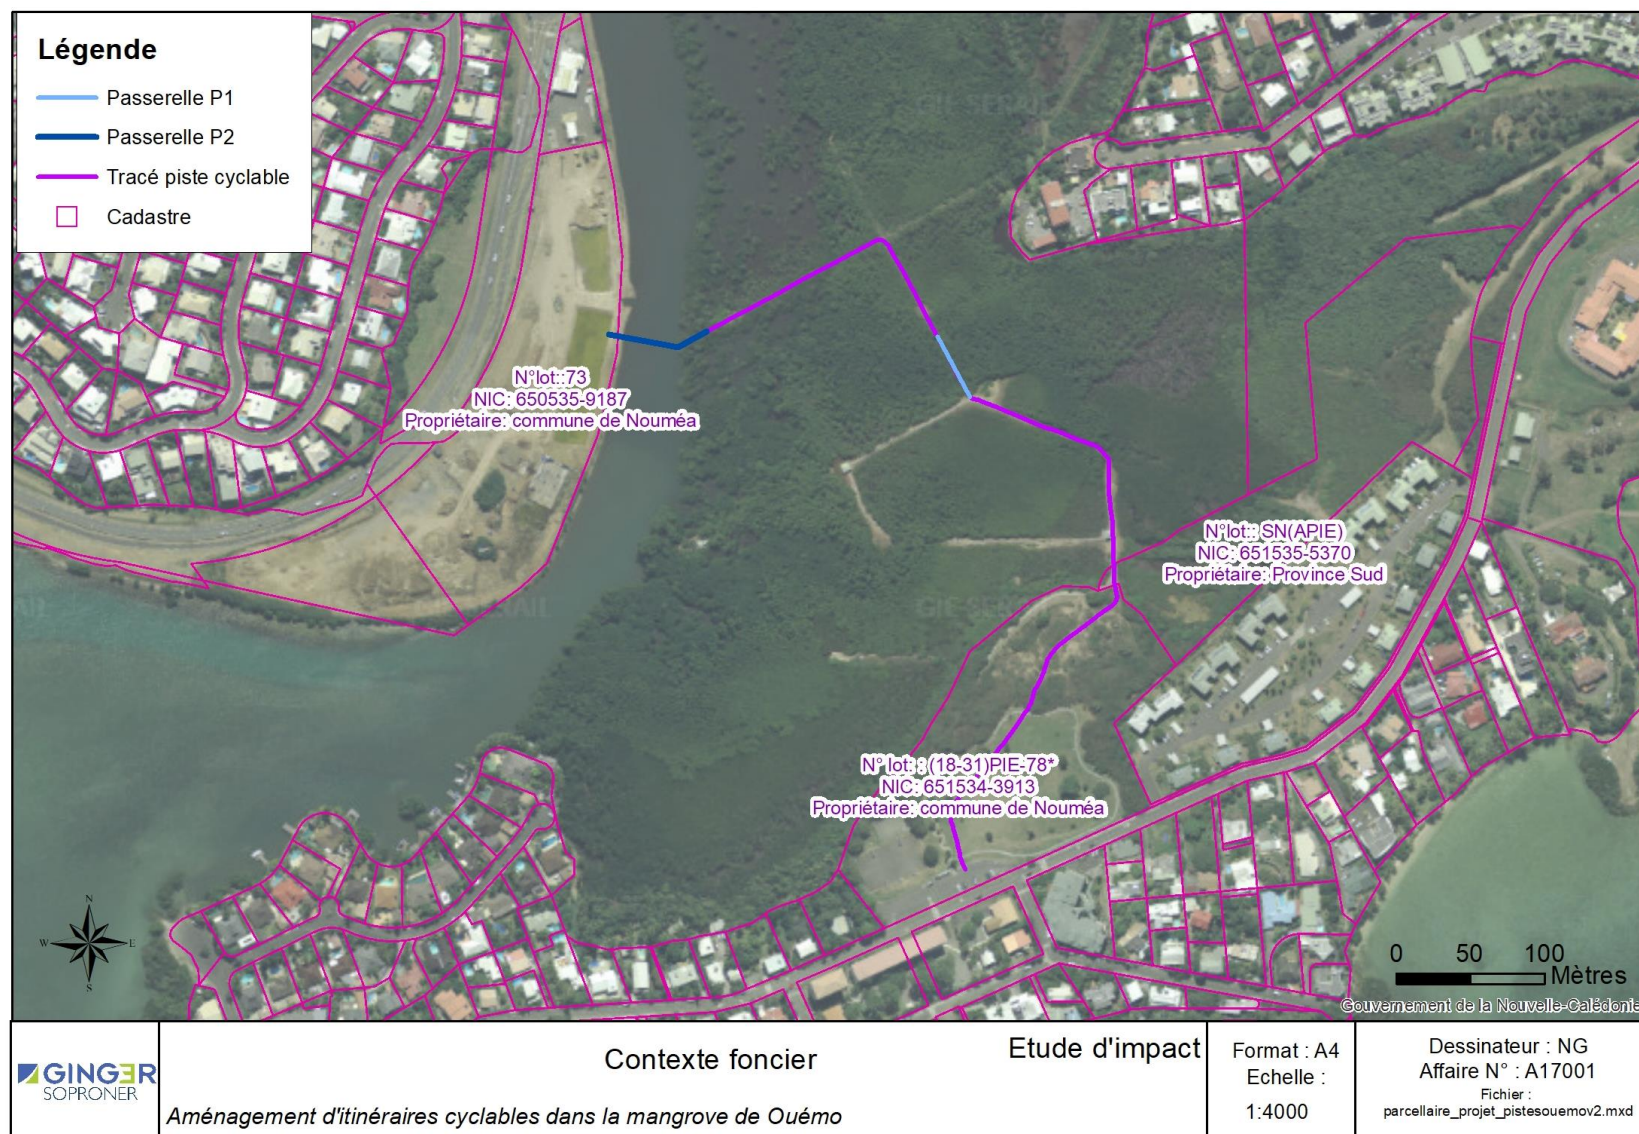 Légende
Passerelle P1
Passerelle P2
Tracé piste cyclable
Cadastre
N°lot::73
NIC: 650535-9187
Propriétaire: commune de Nouméa
N°lot:: SN(APIE)
NIC: 651535-5370
Propriétaire: Province Sud
N° lot: : (18-31)PIE-78*
NIC: 651534-3913
Propriétaire: commune de Nouméa
N
W E
S
0 50 100
Mètres
Gouvernement de la Nouvelle-Calédonie
GINGER
SOPRONER
Contexte foncier
Etude d'impact
Aménagement d'itinéraires cyclables dans la mangrove de Ouémo
Format : A4
Echelle :
1:4000
Dessinateur : NG
Affaire N° : A17001
Fichier :
parcellaire_projet_pistesouemov2.mxd